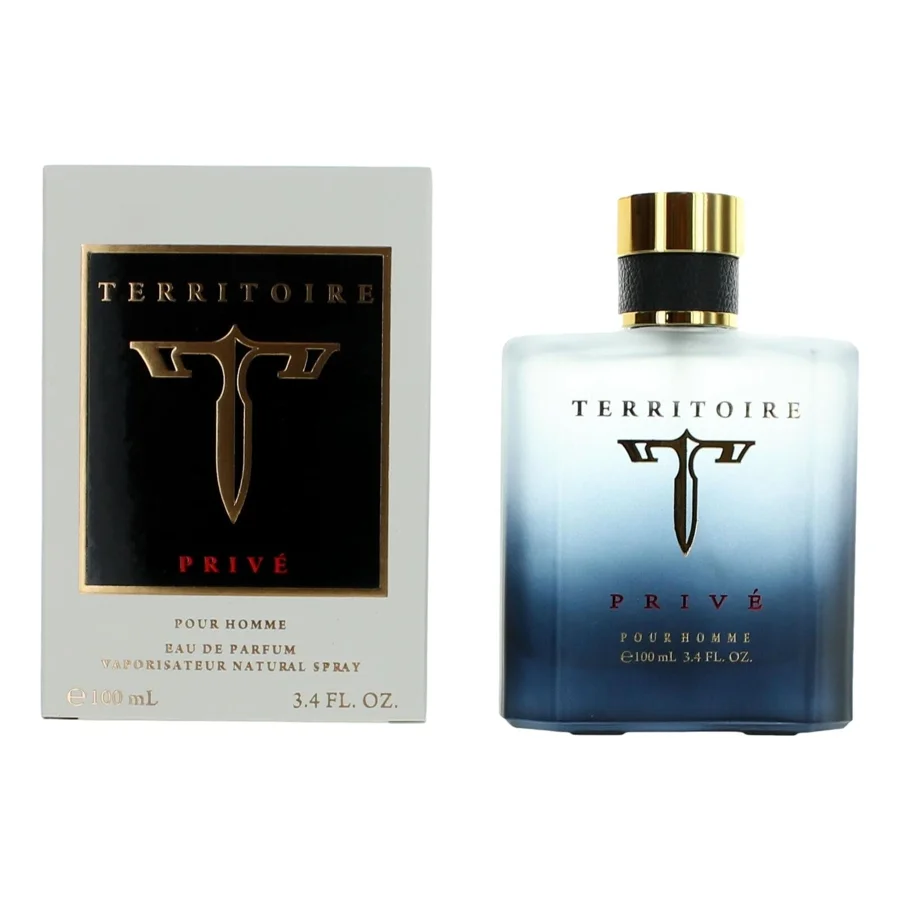 TERRITOIRE
PRIVÉ
POUR HOMME
EAU DE PARFUM
VAPORISATEUR NATURAL SPRAY
℮100 mL 3.4 FL. OZ.
TERRITOIRE
PRIVÉ
POUR HOMME
℮100 mL 3.4 FL. OZ.